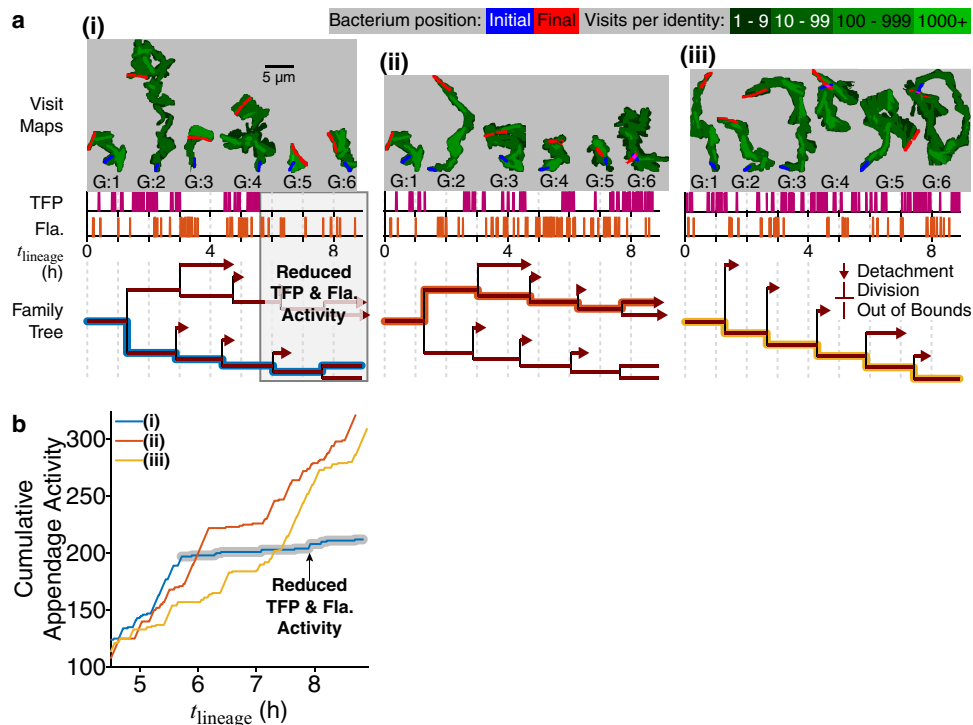 a
Bacterium position: Initial Final Visits per identity: 1 - 9 10 - 99 100 - 999 1000+
(i) (ii) (iii)
5 µm
Visit
Maps
G:1 G:2 G:3 G:4 G:5 G:6 G:1 G:2 G:3 G:4 G:5 G:6 G:1 G:2 G:3 G:4 G:5 G:6
TFP
Fla.
t lineage 0 4 8 0 4 8 0 4 8
(h)
Reduced
TFP & Fla.
Activity
Detachment
Division
Out of Bounds
Family
Tree
b
(i)
(ii)
(iii)
Cumulative
Appendage Activity
300
250
200
150
100
Reduced
TFP & Fla.
Activity
5 6 7 8
t lineage (h)